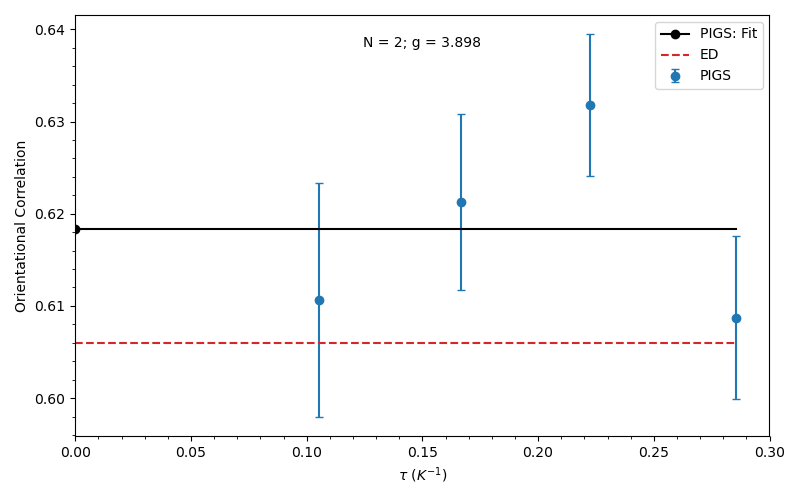 0.64
0.63
0.62
0.61
0.60
Orientational Correlation
N = 2; g = 3.898
PIGS: Fit
ED
PIGS
0.00 0.05 0.10 0.15 0.20 0.25 0.30
τ (K⁻¹)